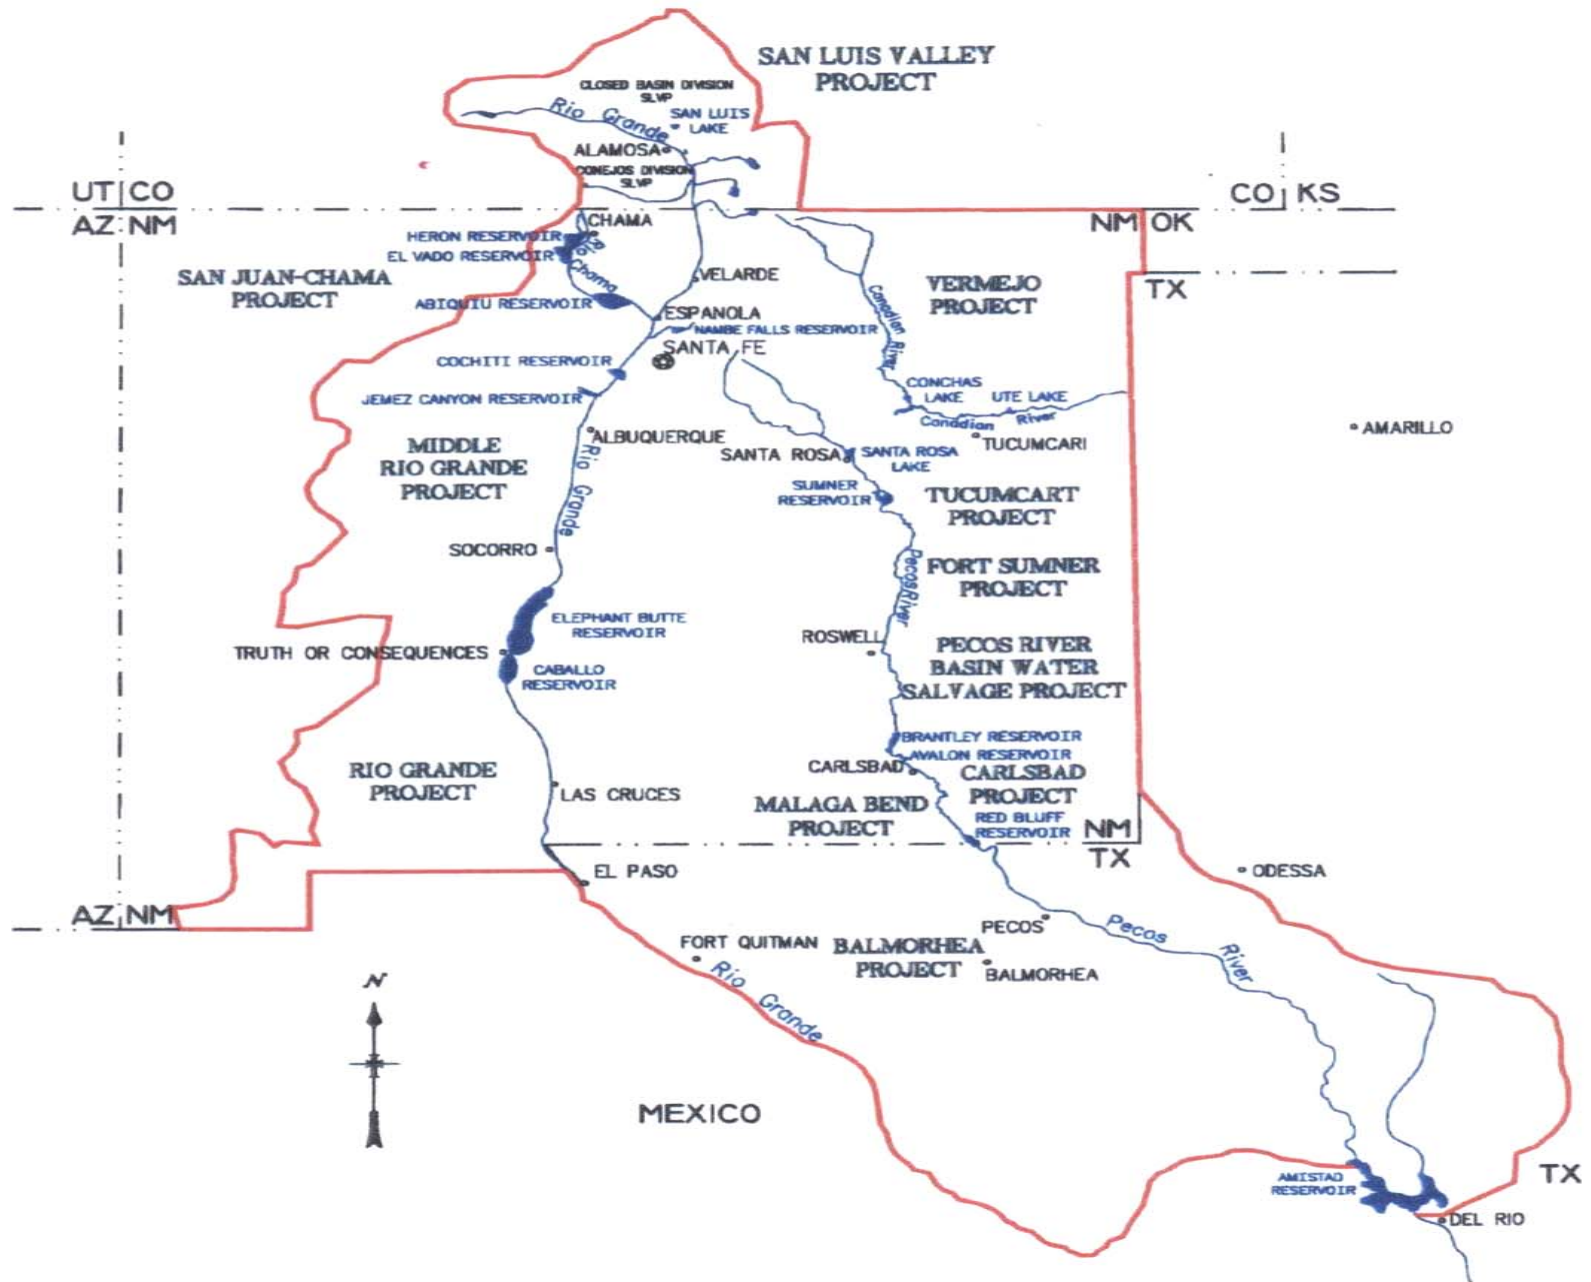 SAN LUIS VALLEY
PROJECT
CLOSED BASIN DIVISION
SLVP
Rio Grande
SAN LUIS
LAKE
ALAMOSA
CONEJOS DIVISION
SLVP
UT CO
CO KS
AZ NM
NM OK
CHAMA
HERON RESERVOIR
EL VADO RESERVOIR
Rio Chama
SAN JUAN-CHAMA
PROJECT
VELARDE
VERMEJO
PROJECT
TX
ABIQUIU RESERVOIR
ESPANOLA
NAMBE FALLS RESERVOIR
Canadian River
SANTA FE
COCHITI RESERVOIR
CONCHAS
LAKE
UTE LAKE
JEMEZ CANYON RESERVOIR
Canadian River
AMARILLO
ALBUQUERQUE
TUCUMCARI
MIDDLE
RIO GRANDE
PROJECT
Rio Grande
SANTA ROSA
SANTA ROSA
LAKE
SUMNER
RESERVOIR
TUCUMCART
PROJECT
SOCORRO
Pecos River
FORT SUMNER
PROJECT
ELEPHANT BUTTE
RESERVOIR
ROSWELL
PECOS RIVER
BASIN WATER
SALVAGE PROJECT
TRUTH OR CONSEQUENCES
CABALLO
RESERVOIR
BRANTLEY RESERVOIR
AVALON RESERVOIR
CARLSBAD
CARLSBAD
PROJECT
RIO GRANDE
PROJECT
LAS CRUCES
MALAGA BEND
PROJECT
RED BLUFF
RESERVOIR
NM
TX
EL PASO
ODESSA
AZ NM
PECOS
Pecos River
FORT QUITMAN
BALMORHEA
PROJECT
BALMORHEA
Rio Grande
N
MEXICO
AMISTAD
RESERVOIR
TX
DEL RIO